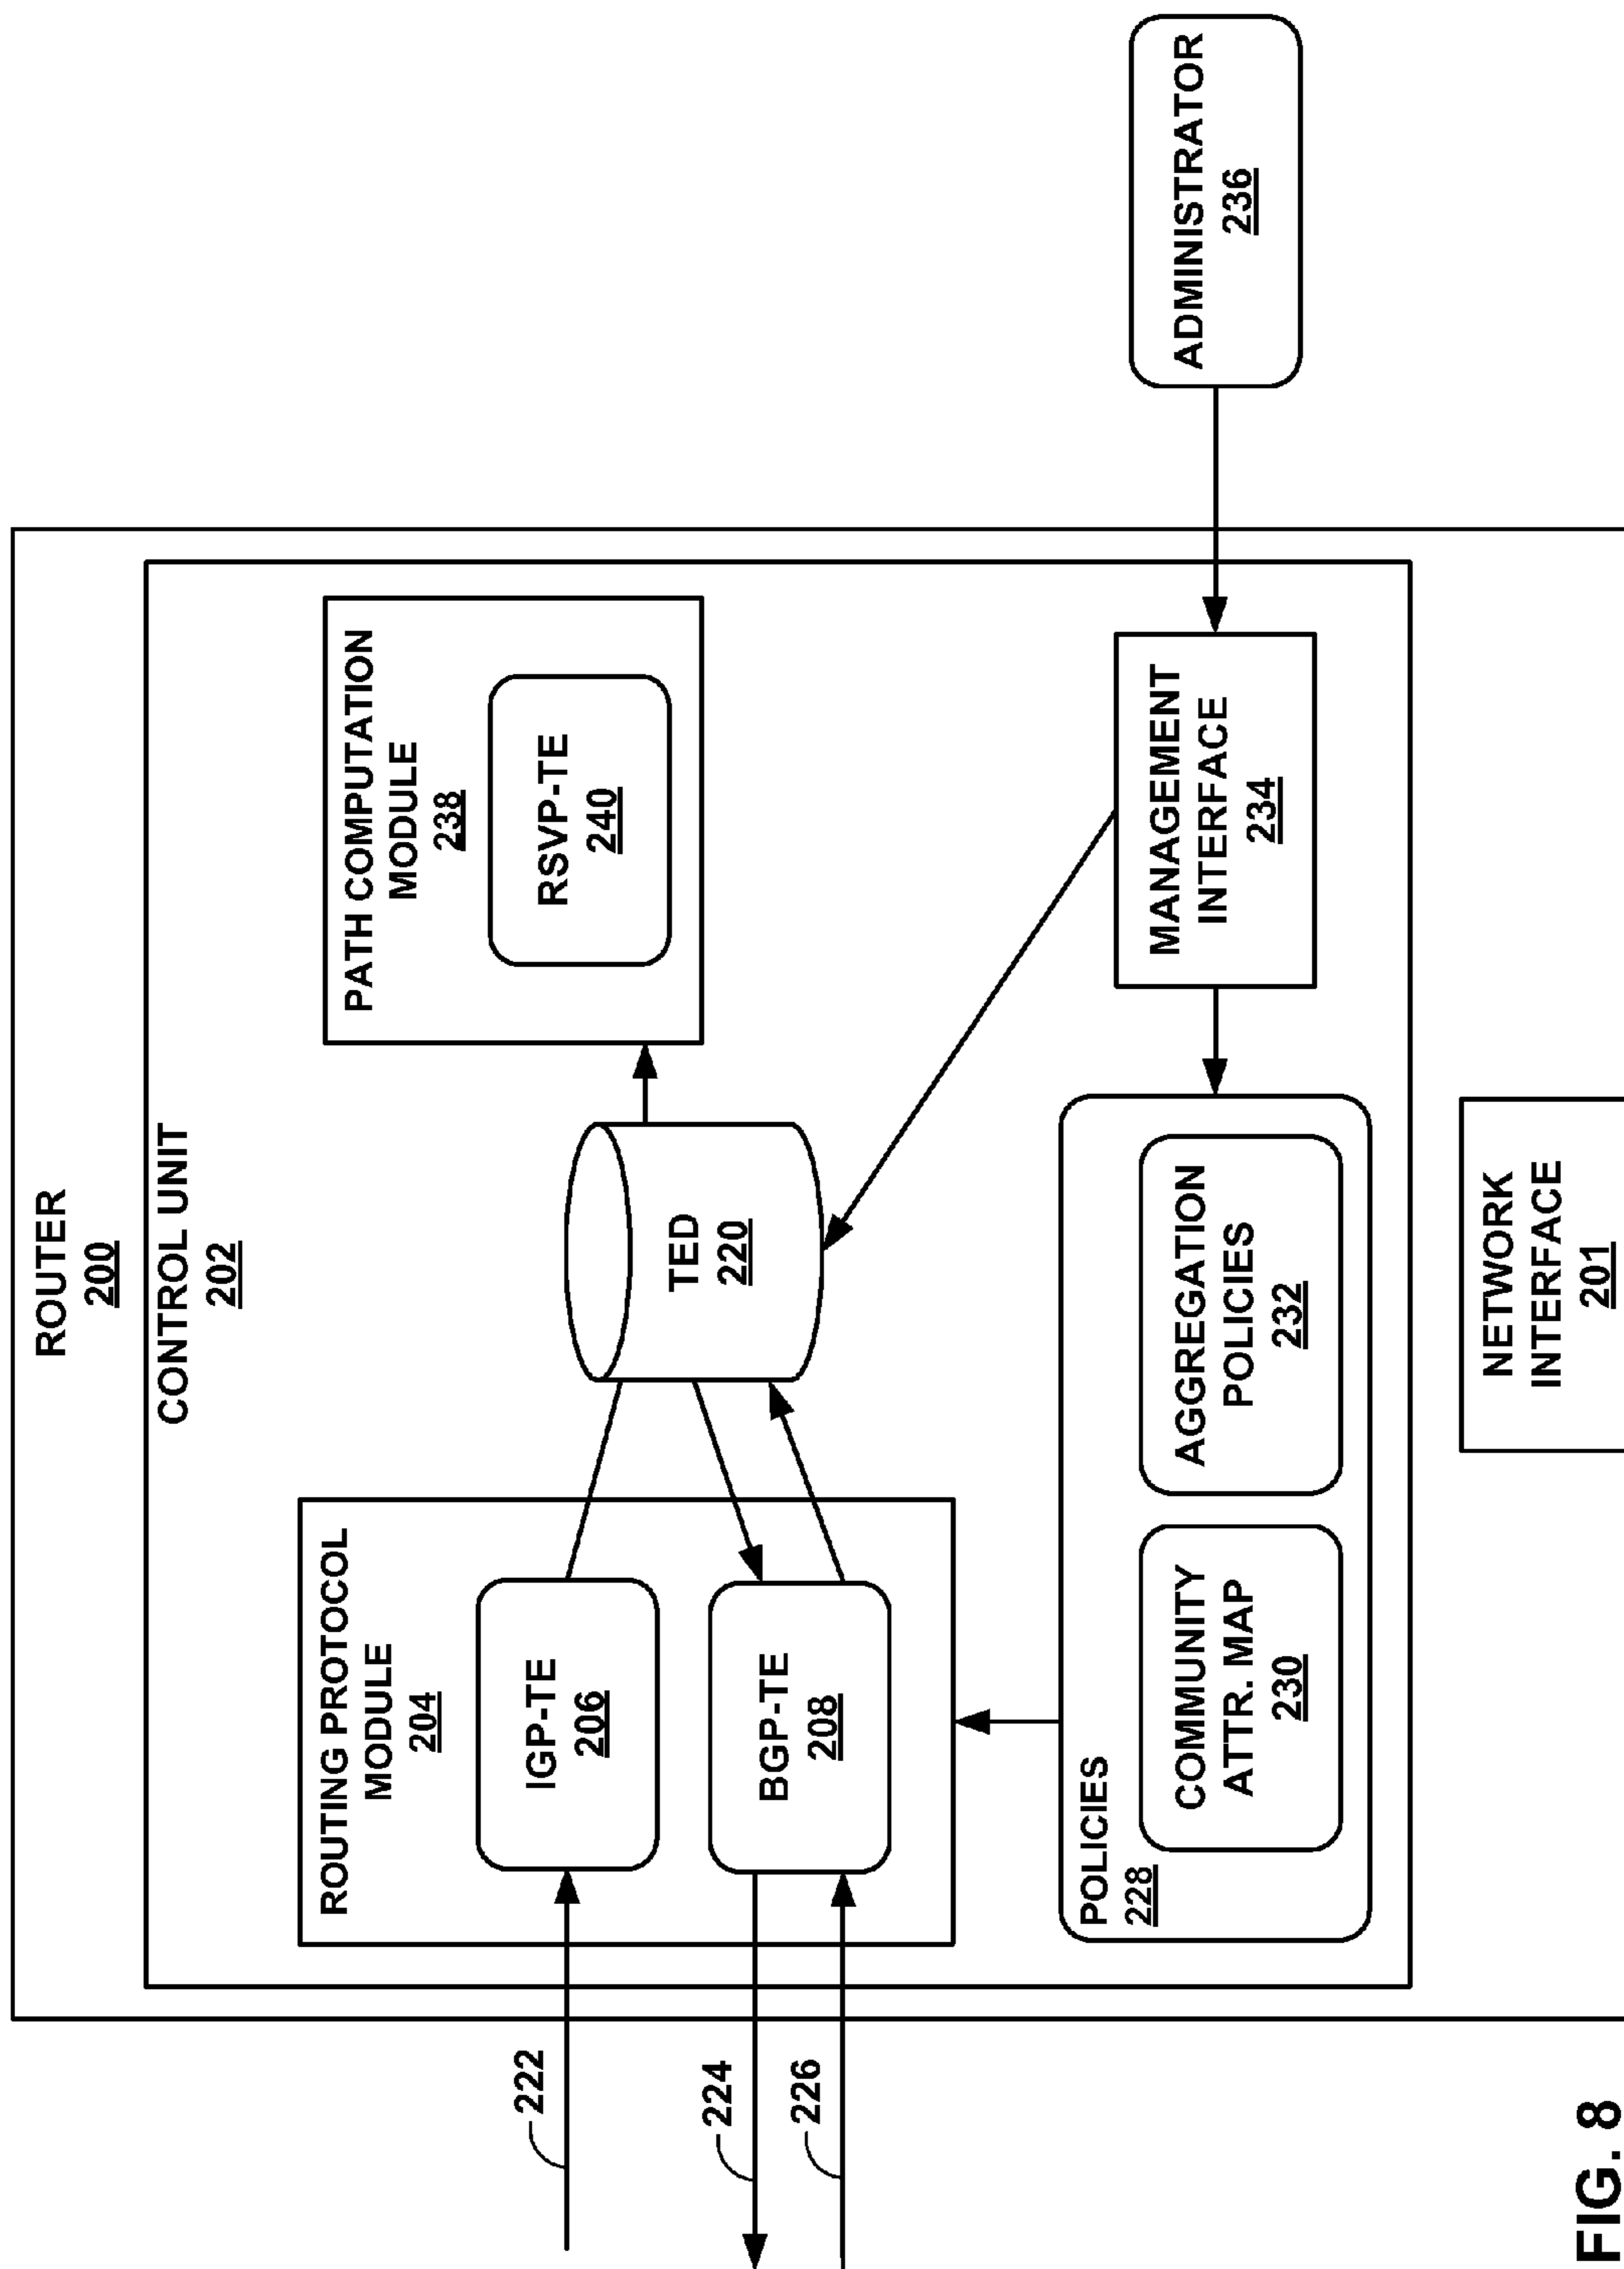 ROUTER
200
CONTROL UNIT
202
ROUTING PROTOCOL
MODULE
204
IGP-TE
206
BGP-TE
208
TED
220
PATH COMPUTATION
MODULE
238
RSVP-TE
240
222
224
226
POLICIES
228
COMMUNITY
ATTR. MAP
230
AGGREGATION
POLICIES
232
MANAGEMENT
INTERFACE
234
ADMINISTRATOR
236
NETWORK
INTERFACE
201
FIG. 8